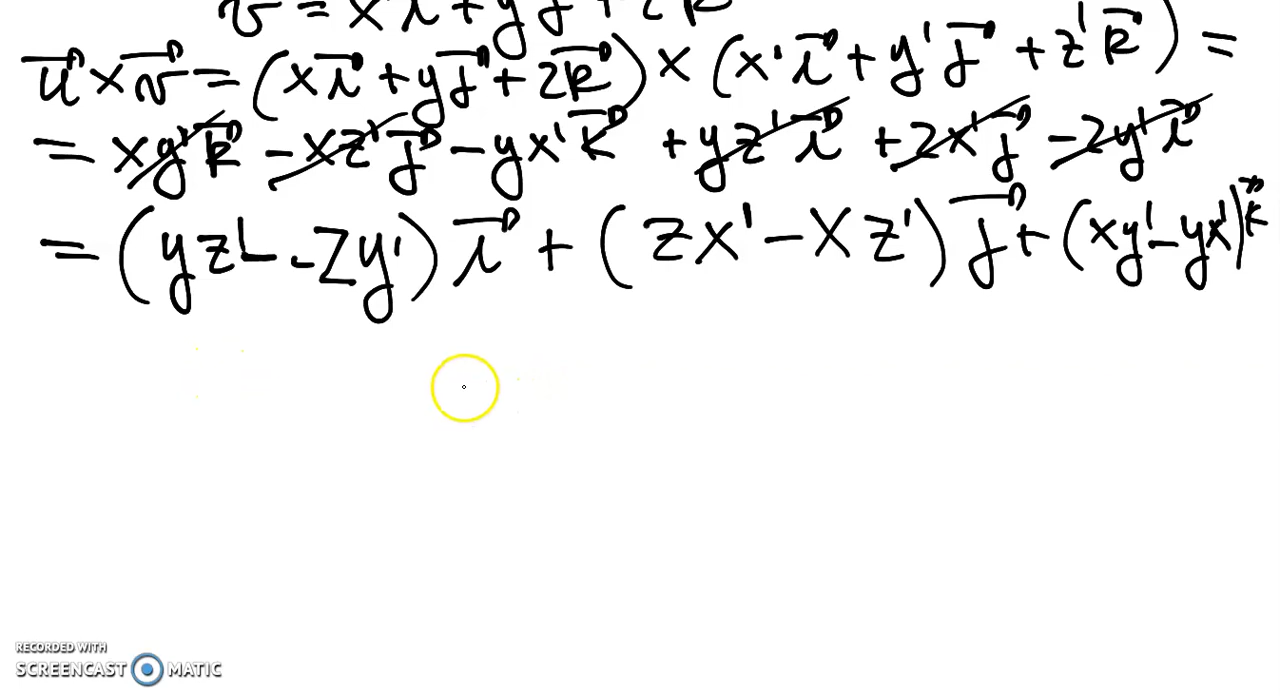 v⃗ = x'i⃗ + y'j⃗ + z'k⃗
u⃗ × v⃗ = (xi⃗ + yj⃗ + zk⃗) × (x'i⃗ + y'j⃗ + z'k⃗) =
= xy'k⃗ - xz'j⃗ - yx'k⃗ + yz'i⃗ + zx'j⃗ - zy'i⃗
= (yz' - zy')i⃗ + (zx' - xz')j⃗ + (xy' - yx')k⃗
RECORDED WITH
SCREENCAST MATIC